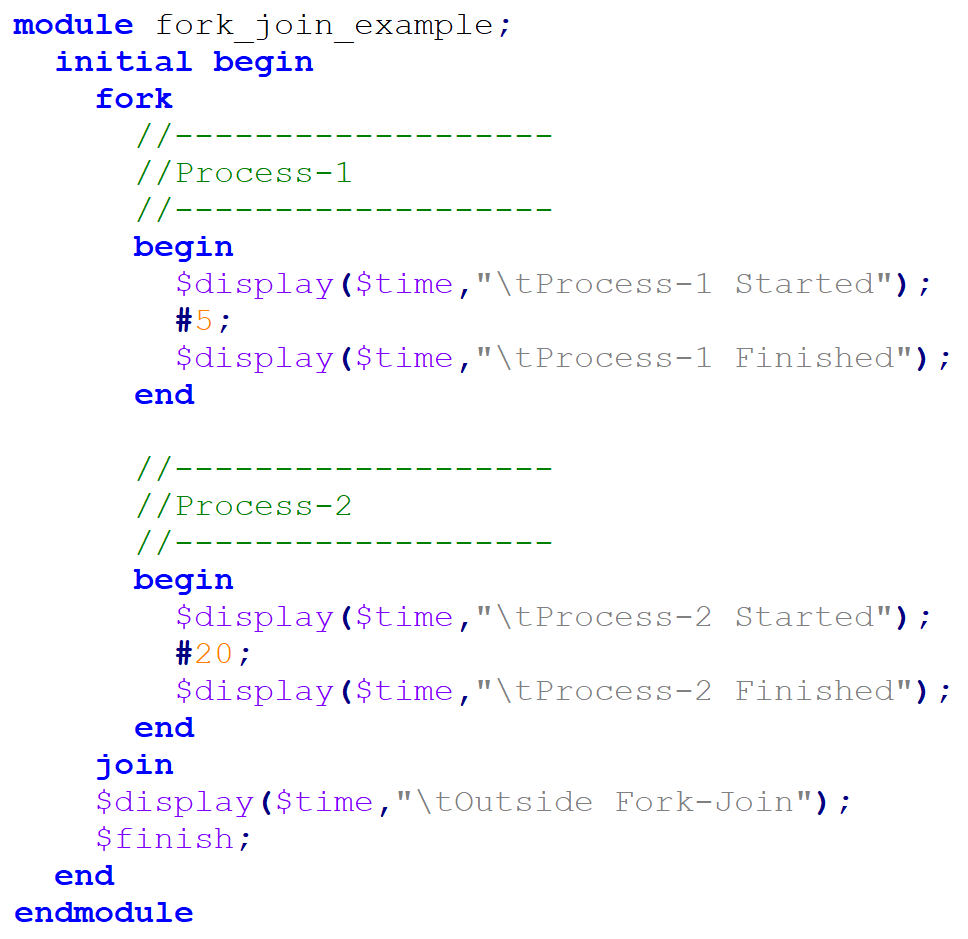 module fork_join_example;
  initial begin
    fork
      //-------------------
      //Process-1
      //-------------------
      begin
        $display($time,"\tProcess-1 Started");
        #5;
        $display($time,"\tProcess-1 Finished");
      end

      //-------------------
      //Process-2
      //-------------------
      begin
        $display($time,"\tProcess-2 Started");
        #20;
        $display($time,"\tProcess-2 Finished");
      end
    join
    $display($time,"\tOutside Fork-Join");
    $finish;
  end
endmodule